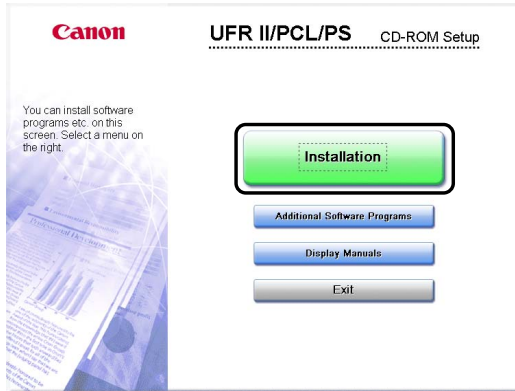 Canon
UFR II/PCL/PS CD-ROM Setup
You can install software
programs etc. on this
screen. Select a menu on
the right.
Installation
Additional Software Programs
Display Manuals
Exit